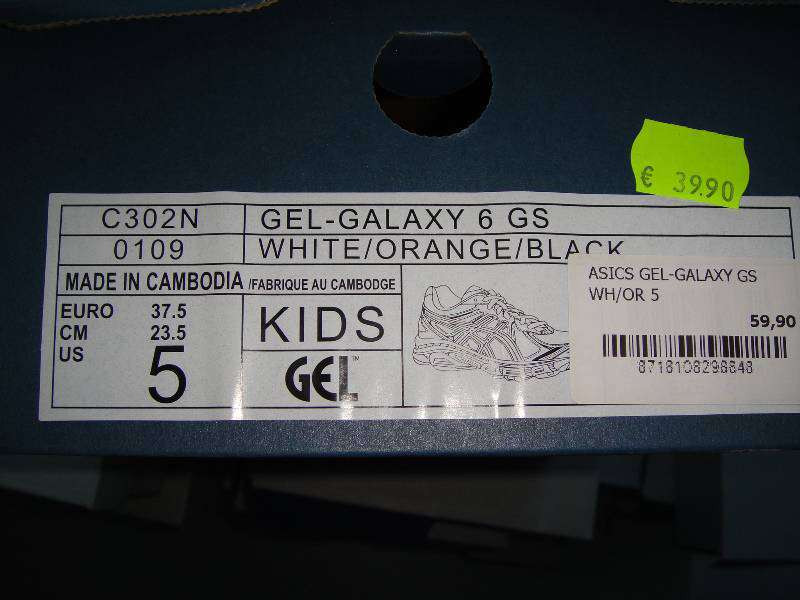 € 39.90
C302N
GEL-GALAXY 6 GS
0109
WHITE/ORANGE/BLACK
MADE IN CAMBODIA /FABRIQUE AU CAMBODGE
EURO 37.5
CM 23.5
US 5
KIDS
GEL™
ASICS GEL-GALAXY GS
WH/OR 5
59,90
8718108298848